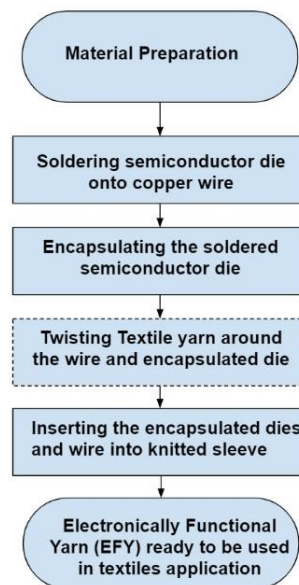 Material Preparation
Soldering semiconductor die
onto copper wire
Encapsulating the soldered
semiconductor die
Twisting Textile yarn around
the wire and encapsulated die
Inserting the encapsulated dies
and wire into knitted sleeve
Electronically Functional
Yarn (EFY) ready to be used
in textiles application